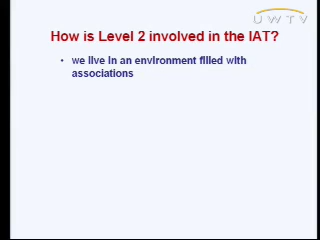 UWTV
How is Level 2 involved in the IAT?
• we live in an environment filled with
associations